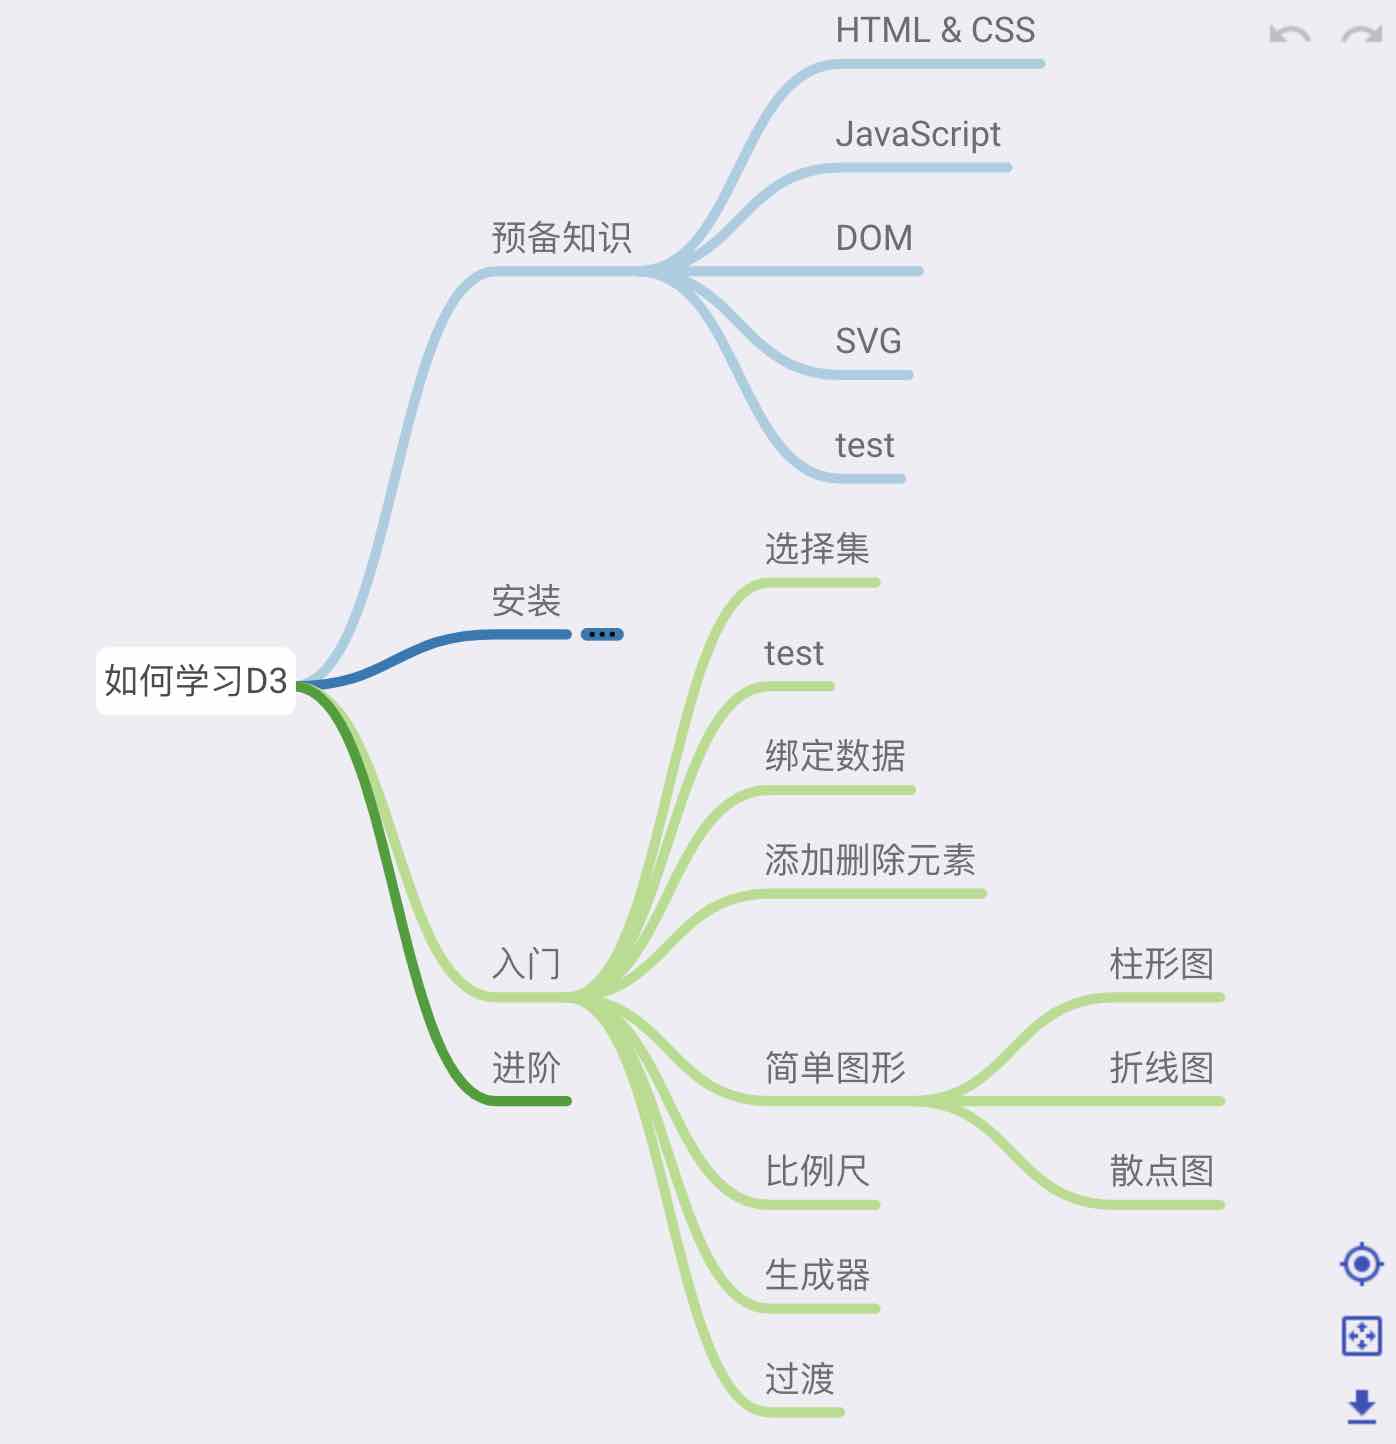 如何学习D3
预备知识
HTML & CSS
JavaScript
DOM
SVG
test
安装
入门
选择集
test
绑定数据
添加删除元素
简单图形
柱形图
折线图
散点图
比例尺
生成器
过渡
进阶